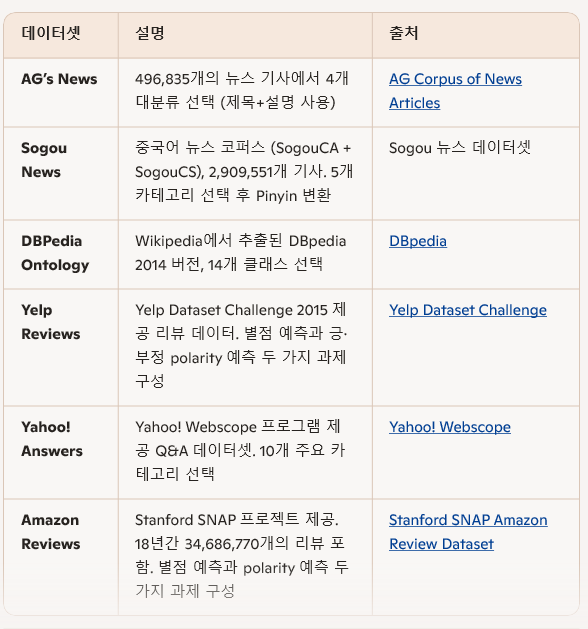 데이터셋 설명 출처
AG's News 496,835개의 뉴스 기사에서 4개 AG Corpus of News
대분류 선택 (제목+설명 사용) Articles
Sogou 중국어 뉴스 코퍼스 (SogouCA + Sogou 뉴스 데이터셋
News SogouCS), 2,909,551개 기사. 5개
카테고리 선택 후 Pinyin 변환
DBPedia Wikipedia에서 추출된 DBpedia DBpedia
Ontology 2014 버전, 14개 클래스 선택
Yelp Yelp Dataset Challenge 2015 제 Yelp Dataset Challenge
Reviews 공 리뷰 데이터. 별점 예측과 긍·
부정 polarity 예측 두 가지 과제
구성
Yahoo! Yahoo! Webscope 프로그램 제 Yahoo! Webscope
Answers 공 Q&A 데이터셋. 10개 주요 카
테고리 선택
Amazon Stanford SNAP 프로젝트 제공. Stanford SNAP Amazon
Reviews 18년간 34,686,770개의 리뷰 포 Review Dataset
함. 별점 예측과 polarity 예측 두
가지 과제 구성